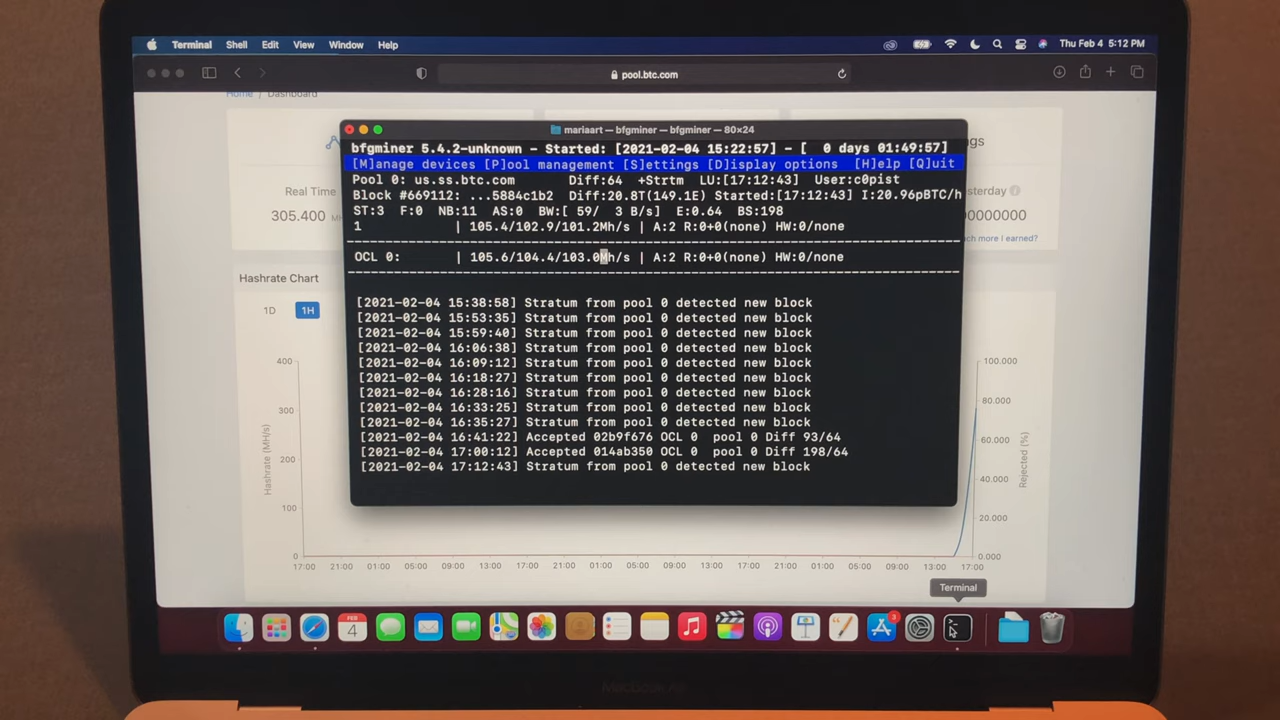 Terminal Shell Edit View Window Help Thu Feb 4 5:12 PM
pool.btc.com
Home / Dashboard
mariaart — bfgminer — bfgminer — 80×24
bfgminer 5.4.2-unknown - Started: [2021-02-04 15:22:57] - [ 0 days 01:49:57]
[M]anage devices [P]ool management [S]ettings [D]isplay options [H]elp [Q]uit
Pool 0: us.ss.btc.com Diff:64 +Strtm LU:[17:12:43] User:c0pist
Block #669112: ...5884c1b2 Diff:20.8T(149.1E) Started:[17:12:43] I:20.96pBTC/h
ST:3 F:0 NB:11 AS:0 BW:[ 59/ 3 B/s] E:0.64 BS:198
1 | 105.4/102.9/101.2Mh/s | A:2 R:0+0(none) HW:0/none
OCL 0: | 105.6/104.4/103.0Mh/s | A:2 R:0+0(none) HW:0/none
[2021-02-04 15:38:58] Stratum from pool 0 detected new block
[2021-02-04 15:53:35] Stratum from pool 0 detected new block
[2021-02-04 15:59:40] Stratum from pool 0 detected new block
[2021-02-04 16:06:38] Stratum from pool 0 detected new block
[2021-02-04 16:09:12] Stratum from pool 0 detected new block
[2021-02-04 16:18:27] Stratum from pool 0 detected new block
[2021-02-04 16:28:16] Stratum from pool 0 detected new block
[2021-02-04 16:33:25] Stratum from pool 0 detected new block
[2021-02-04 16:35:27] Stratum from pool 0 detected new block
[2021-02-04 16:41:22] Accepted 02b9f676 OCL 0 pool 0 Diff 93/64
[2021-02-04 17:00:12] Accepted 014ab350 OCL 0 pool 0 Diff 198/64
[2021-02-04 17:12:43] Stratum from pool 0 detected new block
Real Time
305.400
Hashrate Chart
1D 1H
ngs
sterday
00000000
uch more I earned?
400
300
200
100
0
Hashrate (MH/s)
100.000
80.000
60.000
40.000
20.000
0.000
Rejected (%)
17:00 21:00 01:00 05:00 09:00 13:00 17:00 21:00 01:00 05:00 09:00 13:00 17:00 21:00 01:00 05:00 09:00 13:00 17:00
Terminal
FEB
4
3
MacBook Air